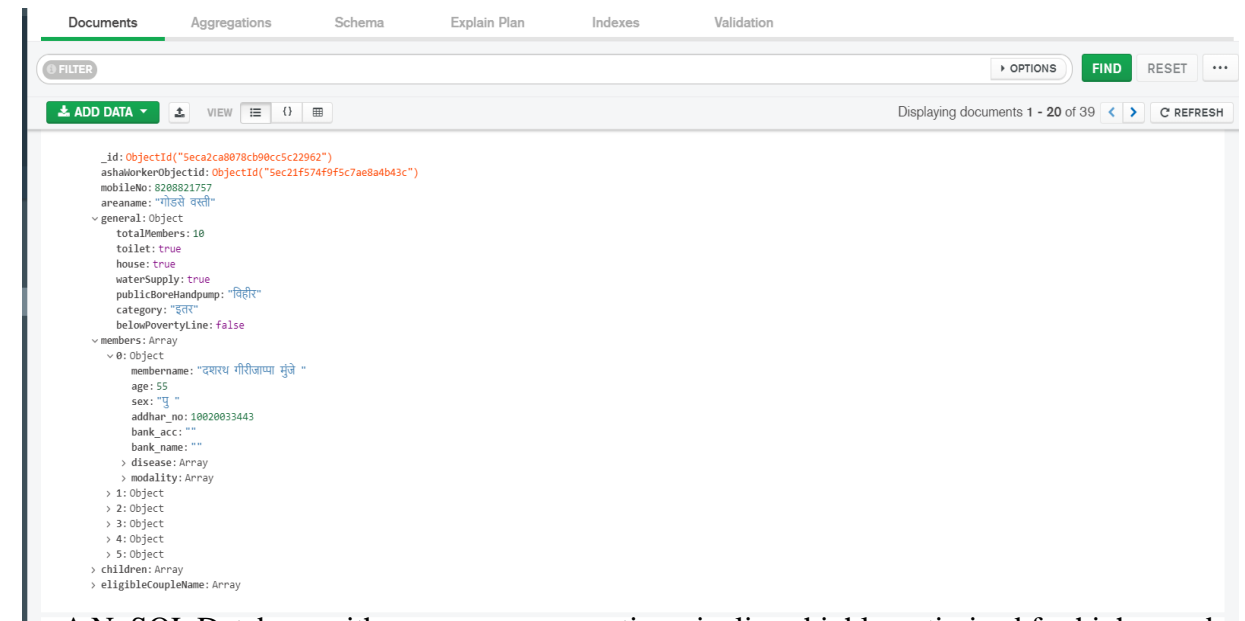 Documents Aggregations Schema Explain Plan Indexes Validation
FILTER OPTIONS FIND RESET ...
ADD DATA VIEW {} Displaying documents 1 - 20 of 39 < > REFRESH
_id: ObjectId("5eca2ca8078cb90cc5c22962")
ashaWorkerObjectid: ObjectId("5ec21f574f9f5c7ae8a4b43c")
mobileNo: 8208821757
areaname: "गोडसे वस्ती"
general: Object
totalMembers: 10
toilet: true
house: true
waterSupply: true
publicBoreHandpump: "विहीर"
category: "इतर"
belowPovertyLine: false
members: Array
0: Object
membername: "दशरथ गीरीजाप्पा मुंजे "
age: 55
sex: "पु "
addhar_no: 10020033443
bank_acc: ""
bank_name: ""
> disease: Array
> modality: Array
> 1: Object
> 2: Object
> 3: Object
> 4: Object
> 5: Object
> children: Array
> eligibleCoupleName: Array